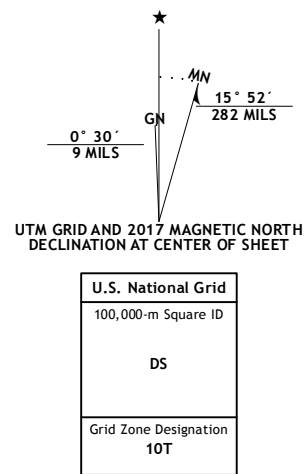 ★
MN
GN
15° 52´
282 MILS
0° 30´
9 MILS
UTM GRID AND 2017 MAGNETIC NORTH
DECLINATION AT CENTER OF SHEET
U.S. National Grid
100,000-m Square ID
DS
Grid Zone Designation
10T